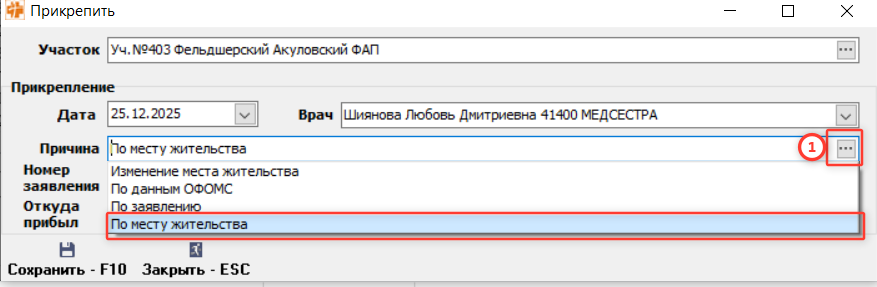 Прикрепить
Участок Уч.№403 Фельдшерский Акуловский ФАП ...
Прикрепление
Дата 25.12.2025 Врач Шиянова Любовь Дмитриевна 41400 МЕДСЕСТРА
Причина По месту жительства 1 ...
Номер заявления
Изменение места жительства
По данным ОФОМС
Откуда прибыл
По заявлению
По месту жительства
Сохранить - F10 Закрыть - ESC